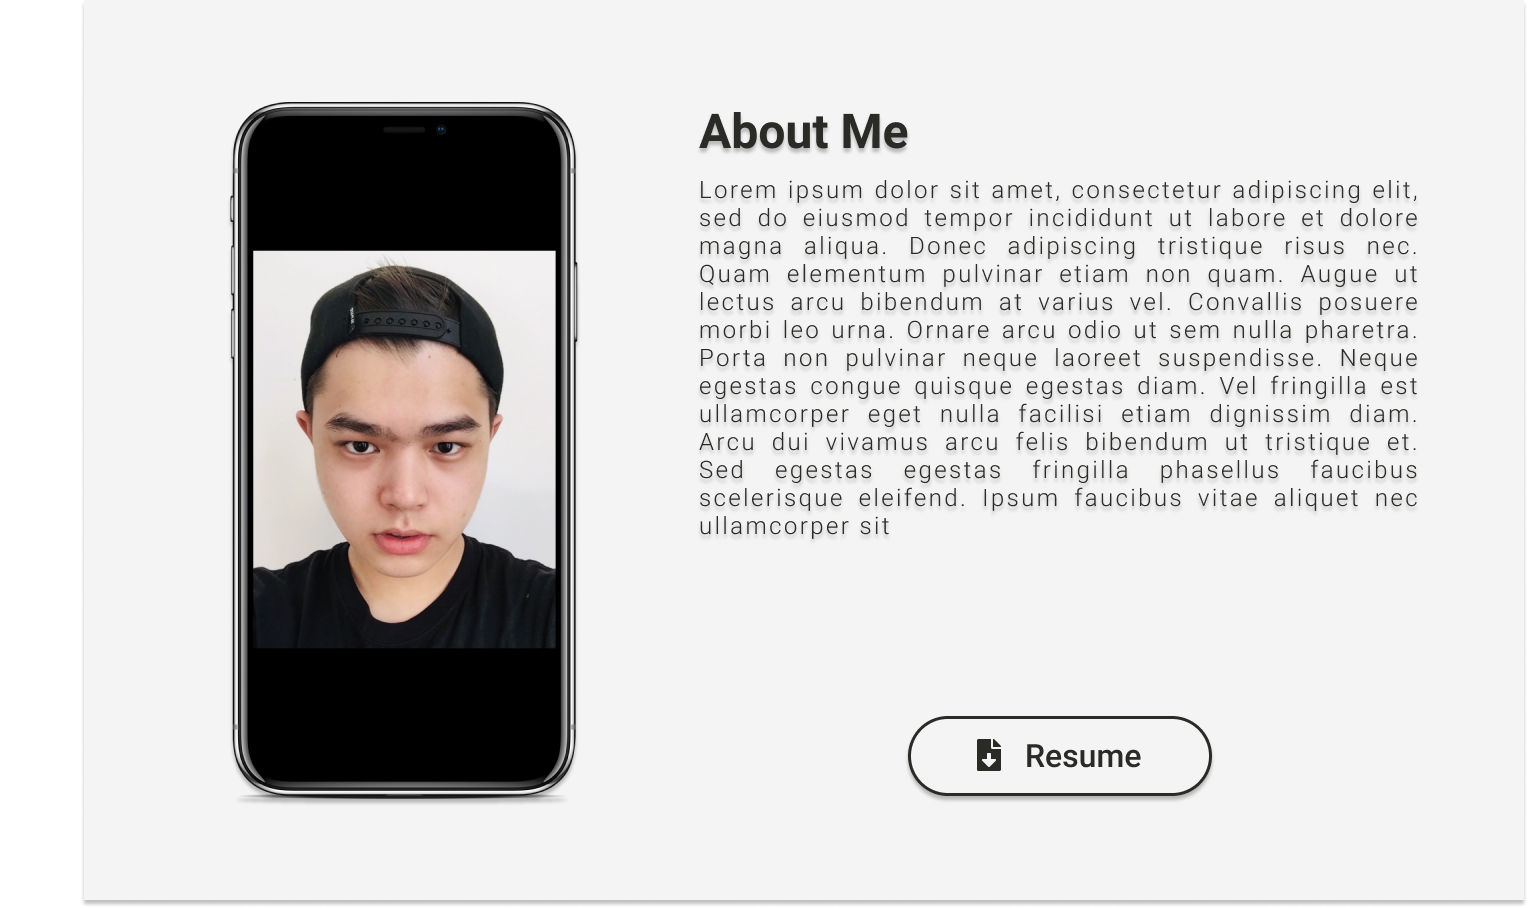 About Me
Lorem ipsum dolor sit amet, consectetur adipiscing elit,
sed do eiusmod tempor incididunt ut labore et dolore
magna aliqua. Donec adipiscing tristique risus nec.
Quam elementum pulvinar etiam non quam. Augue ut
lectus arcu bibendum at varius vel. Convallis posuere
morbi leo urna. Ornare arcu odio ut sem nulla pharetra.
Porta non pulvinar neque laoreet suspendisse. Neque
egestas congue quisque egestas diam. Vel fringilla est
ullamcorper eget nulla facilisi etiam dignissim diam.
Arcu dui vivamus arcu felis bibendum ut tristique et.
Sed egestas egestas fringilla phasellus faucibus
scelerisque eleifend. Ipsum faucibus vitae aliquet nec
ullamcorper sit
Resume